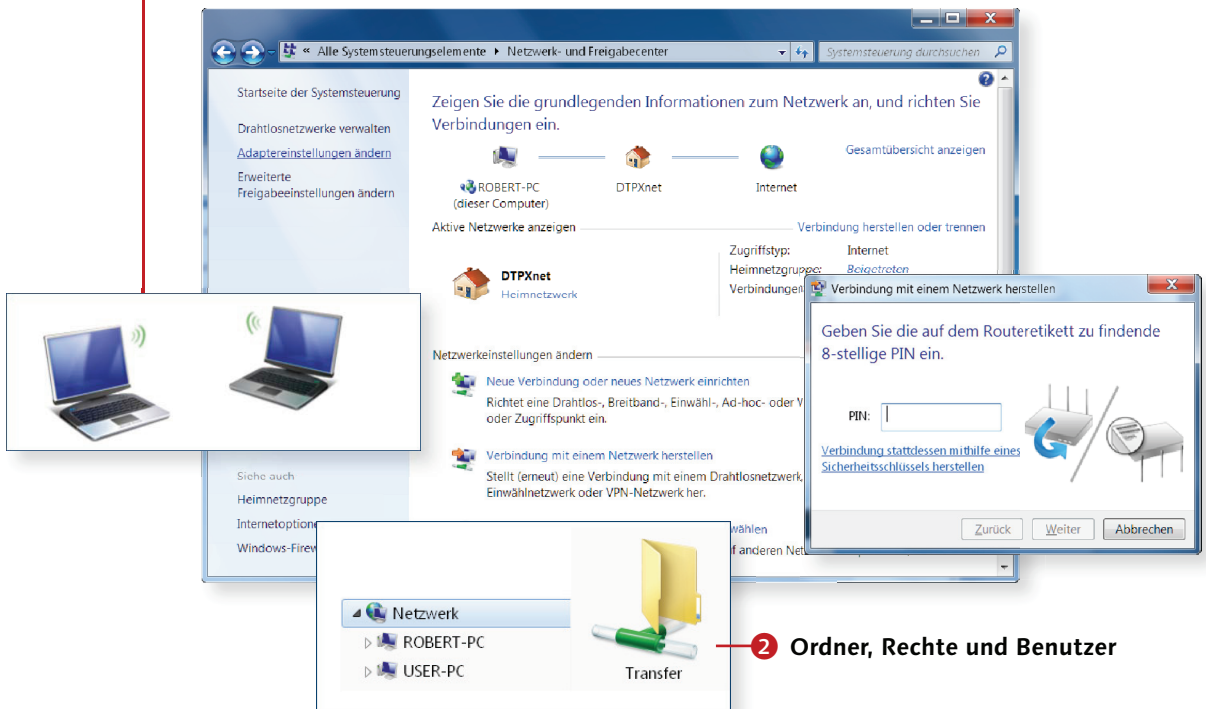 « Alle Systemsteuerungselemente ▸ Netzwerk- und Freigabecenter
Systemsteuerung durchsuchen
Startseite der Systemsteuerung
Drahtlosnetzwerke verwalten
Adaptereinstellungen ändern
Erweiterte
Freigabeeinstellungen ändern
Zeigen Sie die grundlegenden Informationen zum Netzwerk an, und richten Sie
Verbindungen ein.
Gesamtübersicht anzeigen
ROBERT-PC
(dieser Computer)
DTPXnet
Internet
Aktive Netzwerke anzeigen
Verbindung herstellen oder trennen
DTPXnet
Heimnetzwerk
Zugriffstyp: Internet
Heimnetzgruppe: Beigetreten
Verbindungen
Netzwerkeinstellungen ändern
Neue Verbindung oder neues Netzwerk einrichten
Richtet eine Drahtlos-, Breitband-, Einwähl-, Ad-hoc- oder V
oder Zugriffspunkt ein.
Verbindung mit einem Netzwerk herstellen
Stellt (erneut) eine Verbindung mit einem Drahtlosnetzwerk,
Einwählnetzwerk oder VPN-Netzwerk her.
wählen
f anderen Net
Siehe auch
Heimnetzgruppe
Internetoptione
Windows-Firew
Verbindung mit einem Netzwerk herstellen
Geben Sie die auf dem Routeretikett zu findende
8-stellige PIN ein.
PIN:
Verbindung stattdessen mithilfe eines
Sicherheitsschlüssels herstellen
Zurück
Weiter
Abbrechen
Netzwerk
ROBERT-PC
USER-PC
Transfer
2 Ordner, Rechte und Benutzer